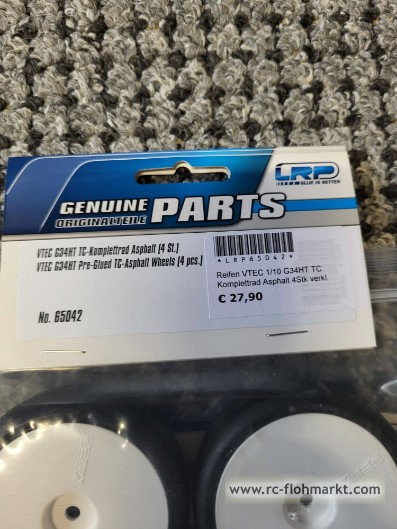 LRP
BLUE IS BETTER
GENUINE
ORIGINALTEILE
PARTS
VTEC G34HT TC-Komplettrad Asphalt (4 St.)
VTEC G34HT Pre-Glued TC-Asphalt Wheels (4 pcs.)
*LRP65042*
Reifen VTEC 1/10 G34HT TC
Komplettrad Asphalt 4Stk verkl.
€ 27,90
No. 65042
VTEC
www.rc-flohmarkt.com